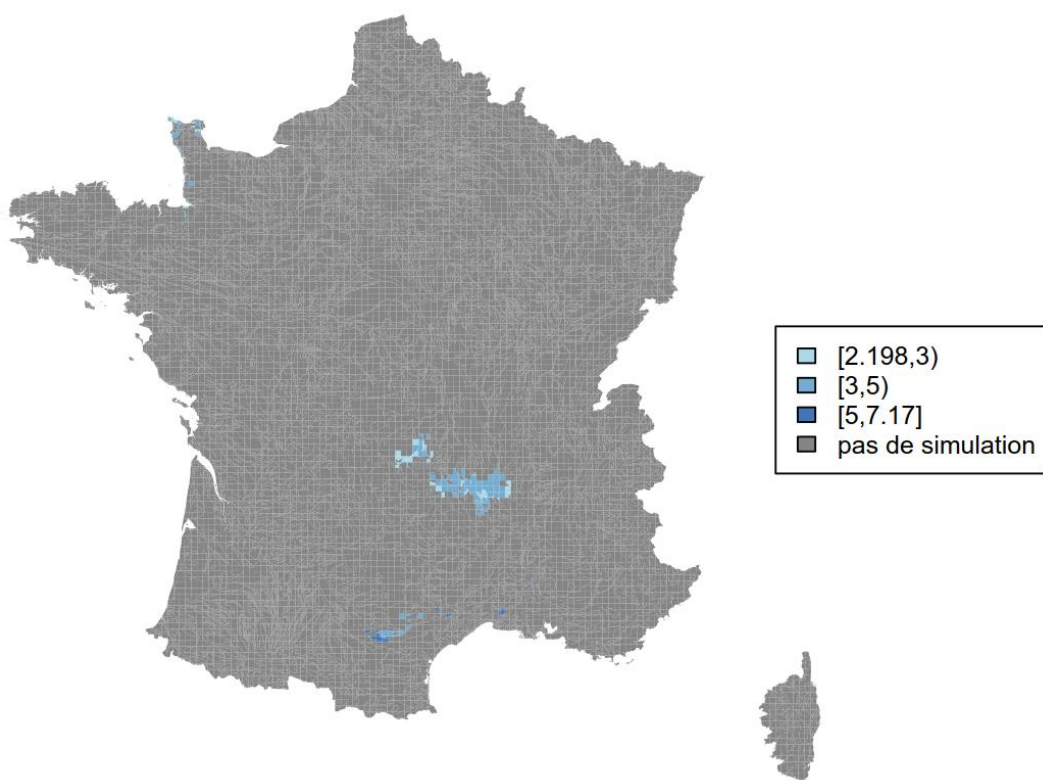 [2.198,3)
[3,5)
[5,7.17]
pas de simulation